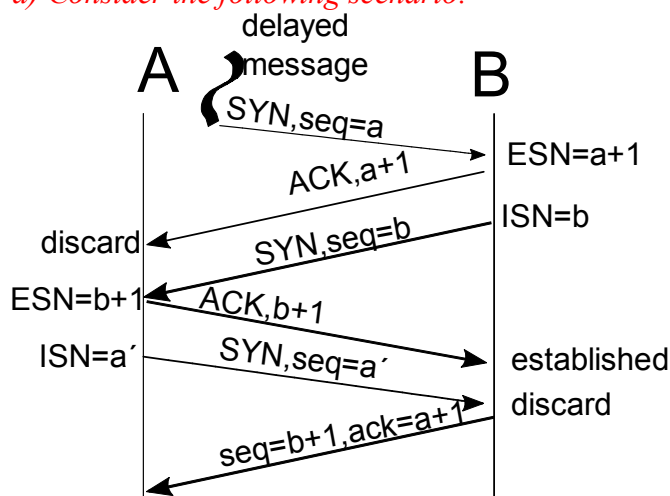 a) Consider the following scenario:
delayed
message
A
B
SYN,seq=a
ESN=a+1
ACK,a+1
ISN=b
discard
SYN,seq=b
ESN=b+1
ACK,b+1
ISN=a´
SYN,seq=a´
established
discard
seq=b+1,ack=a+1